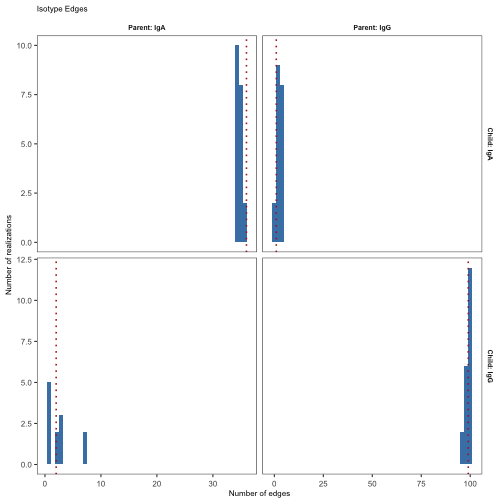 Isotype Edges
Parent: IgA
Parent: IgG
10.0
7.5
5.0
2.5
0.0
Child: IgA
12.5
10.0
7.5
5.0
2.5
0.0
Child: IgG
Number of realizations
0
10
20
30
0
25
50
75
100
Number of edges